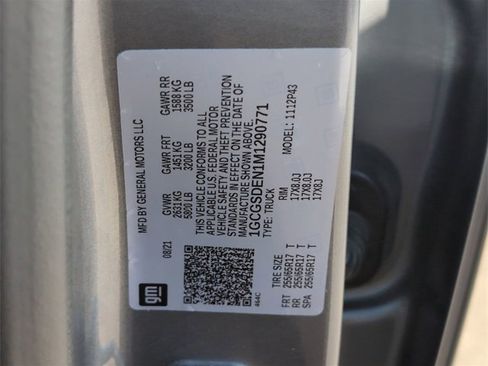 MFD BY GENERAL MOTORS LLC
08/21
GVWR
2631 KG
5800 LB
GAWR FRT
1451 KG
3200 LB
GAWR RR
1588 KG
3500 LB
THIS VEHICLE CONFORMS TO ALL
APPLICABLE U.S. FEDERAL MOTOR
VEHICLE SAFETY AND THEFT PREVENTION
STANDARDS IN EFFECT ON THE DATE OF
MANUFACTURE SHOWN ABOVE.
1GCGSDEN1M1290771
TYPE: TRUCK
MODEL: 1112P43
TIRE SIZE RIM
FRT 255/65R17 T 17X8.0J
RR 255/65R17 T 17X8.0J
SPA 255/65R17 T 17X8J
gm
464C